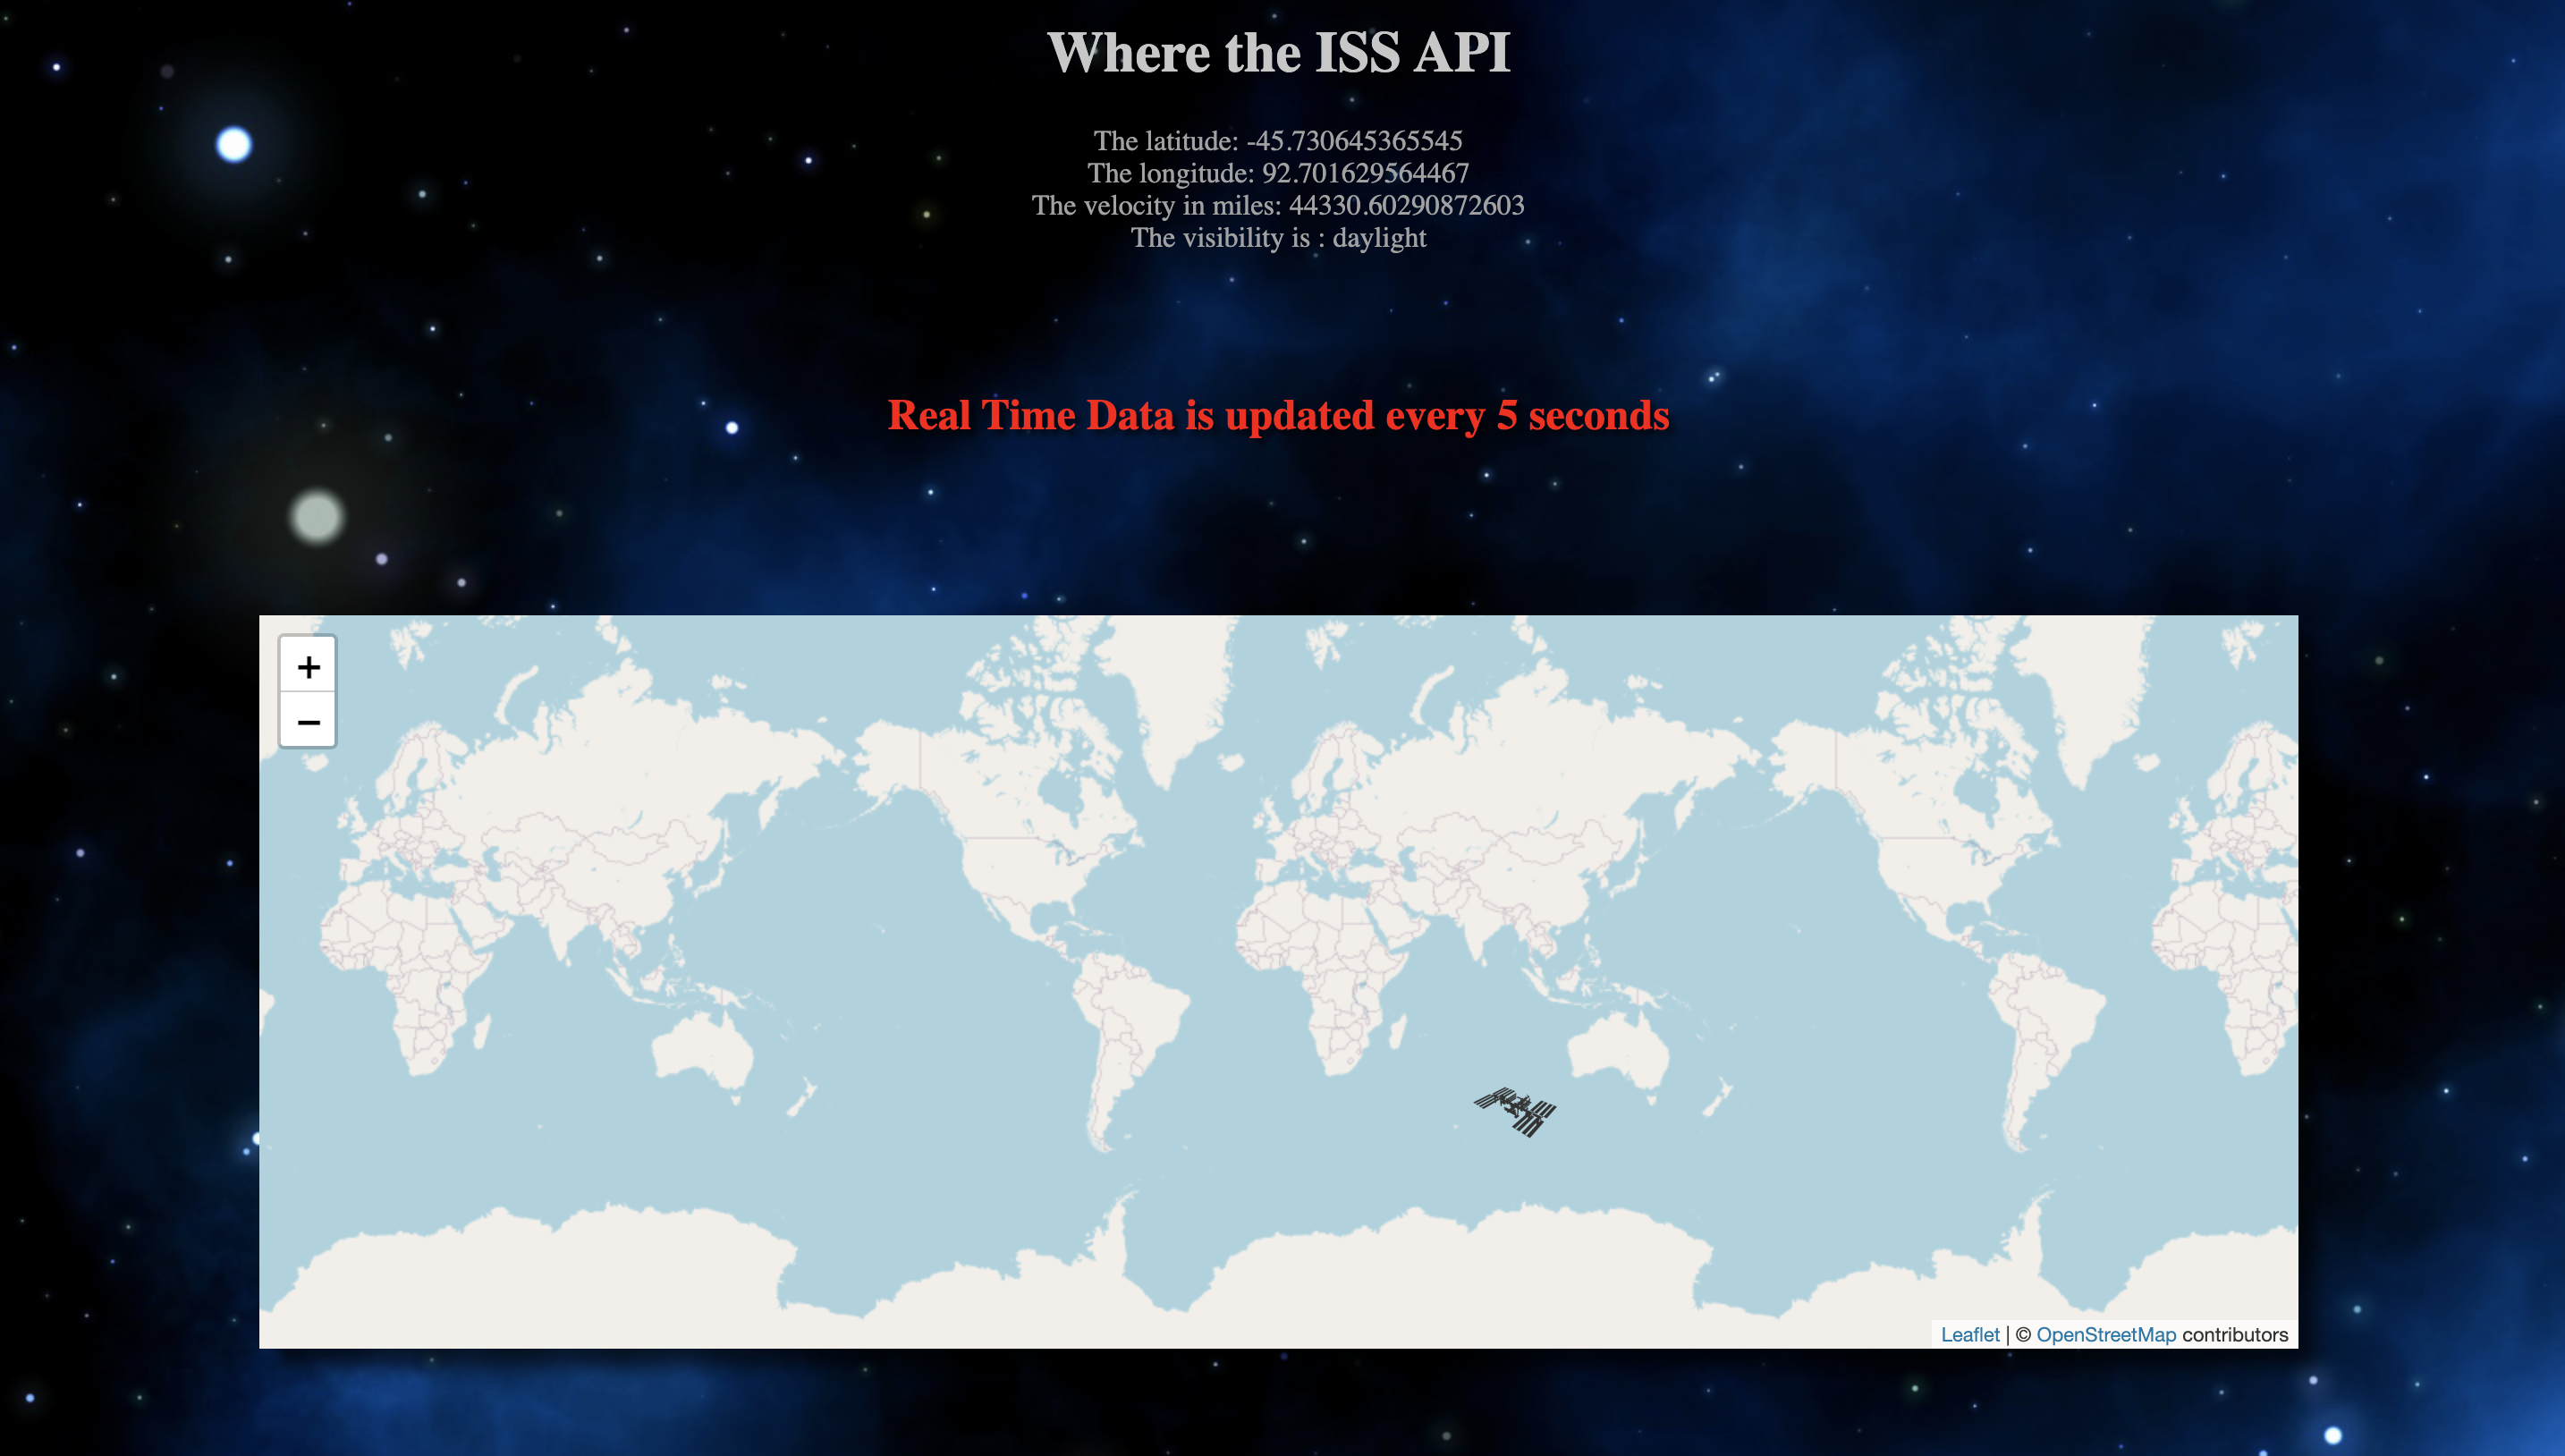 Where the ISS API
The latitude: -45.730645365545
The longitude: 92.701629564467
The velocity in miles: 44330.60290872603
The visibility is : daylight
Real Time Data is updated every 5 seconds
+
−
Leaflet | © OpenStreetMap contributors